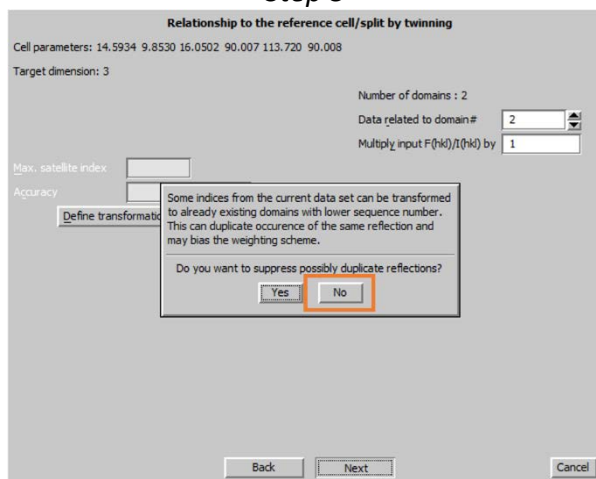 Relationship to the reference cell/split by twinning
Cell parameters: 14.5934 9.8530 16.0502 90.007 113.720 90.008
Target dimension: 3
Number of domains : 2
Data related to domain# 2
Multiply input F(hkl)/I(hkl) by 1
Max. satellite index
Accuracy
Define transformatic
Some indices from the current data set can be transformed
to already existing domains with lower sequence number.
This can duplicate occurence of the same reflection and
may bias the weighting scheme.
Do you want to suppress possibly duplicate reflections?
Yes No
Back Next Cancel